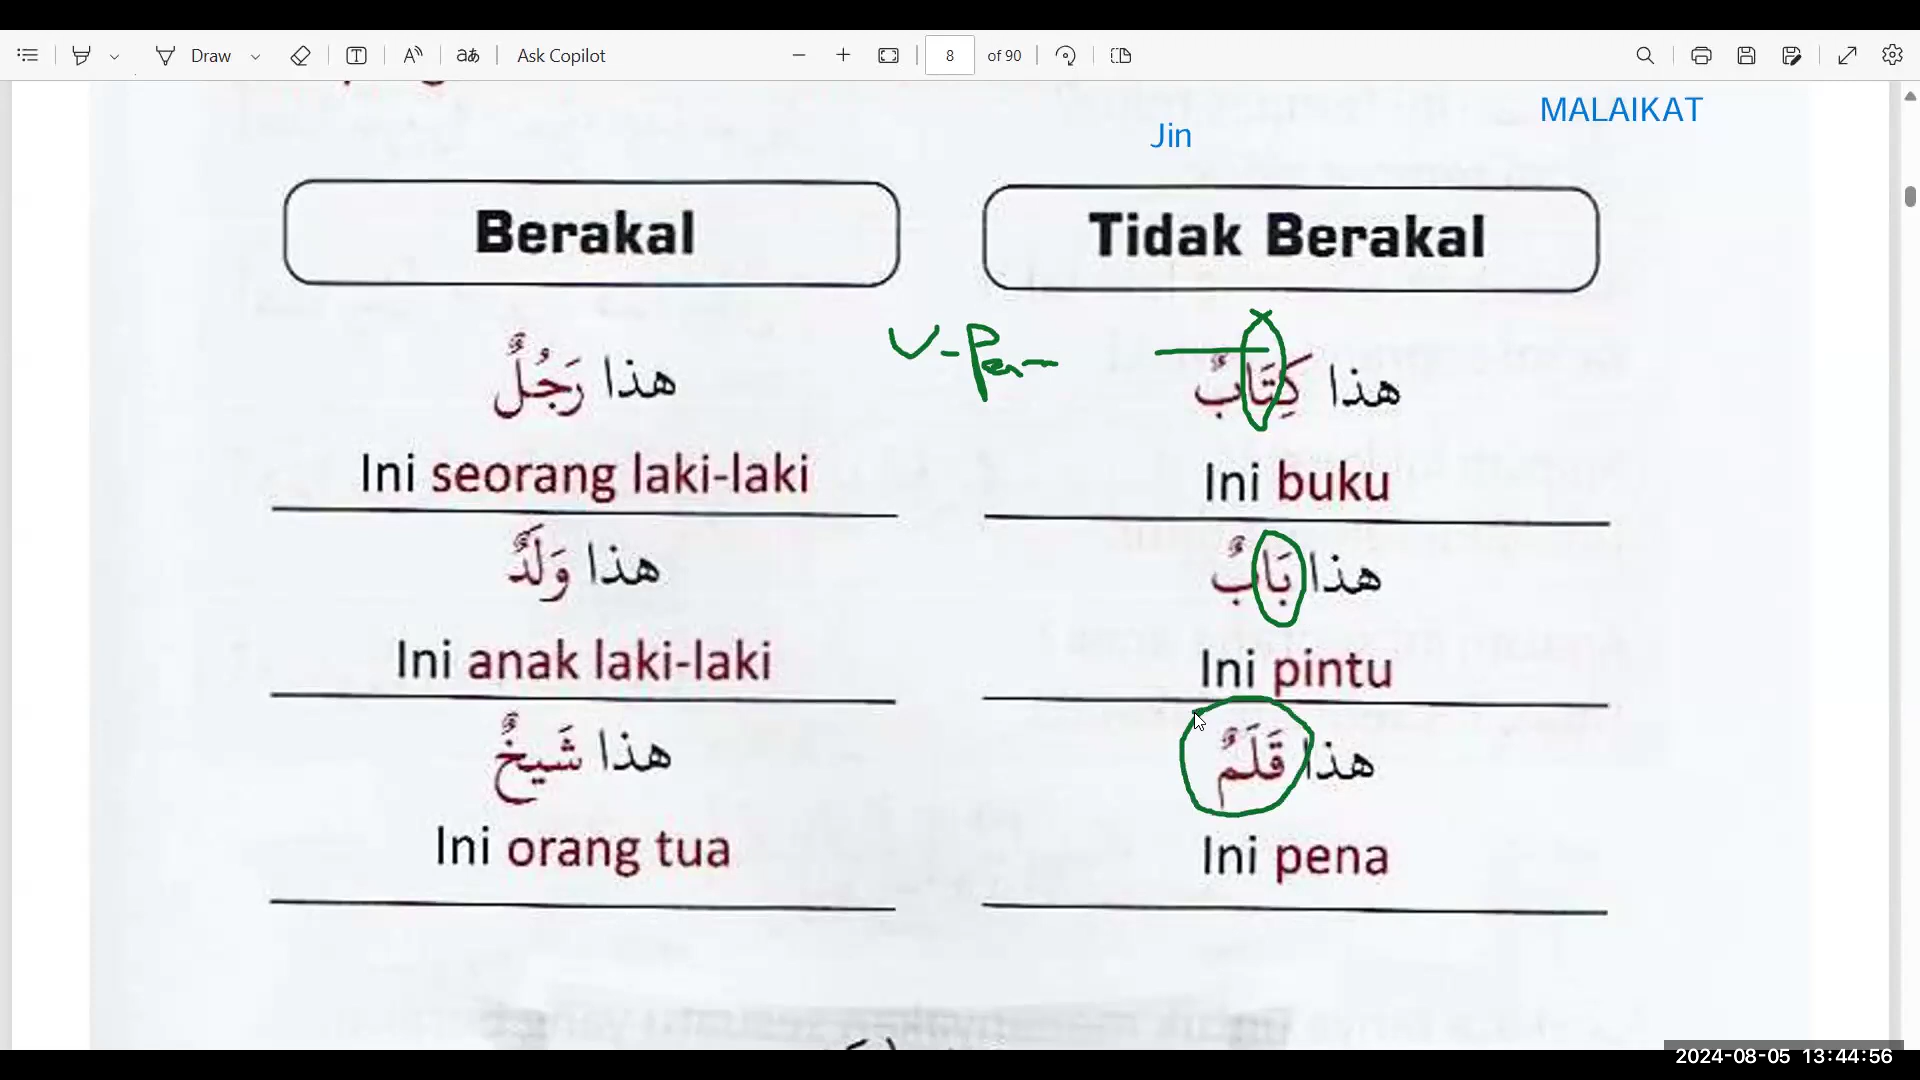 Draw
Ask Copilot
8 of 90
MALAIKAT
Jin
Berakal
Tidak Berakal
هذا رَجُلٌ
هذا كِتَابٌ
Ini seorang laki-laki
Ini buku
هذا وَلَدٌ
هذا بَابٌ
Ini anak laki-laki
Ini pintu
هذا شَيخٌ
هذا قَلَمٌ
Ini orang tua
Ini pena
2024-08-05 13:44:56